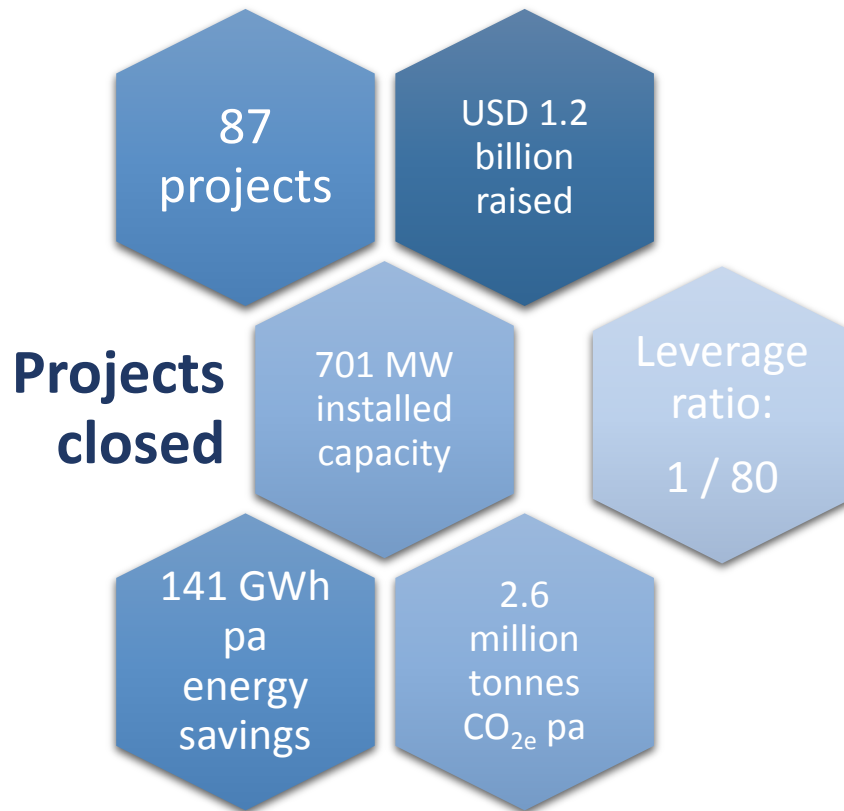 87
projects
USD 1.2
billion
raised
Projects
closed
701 MW
installed
capacity
Leverage
ratio:
1 / 80
141 GWh
pa
energy
savings
2.6
million
tonnes
CO2e pa